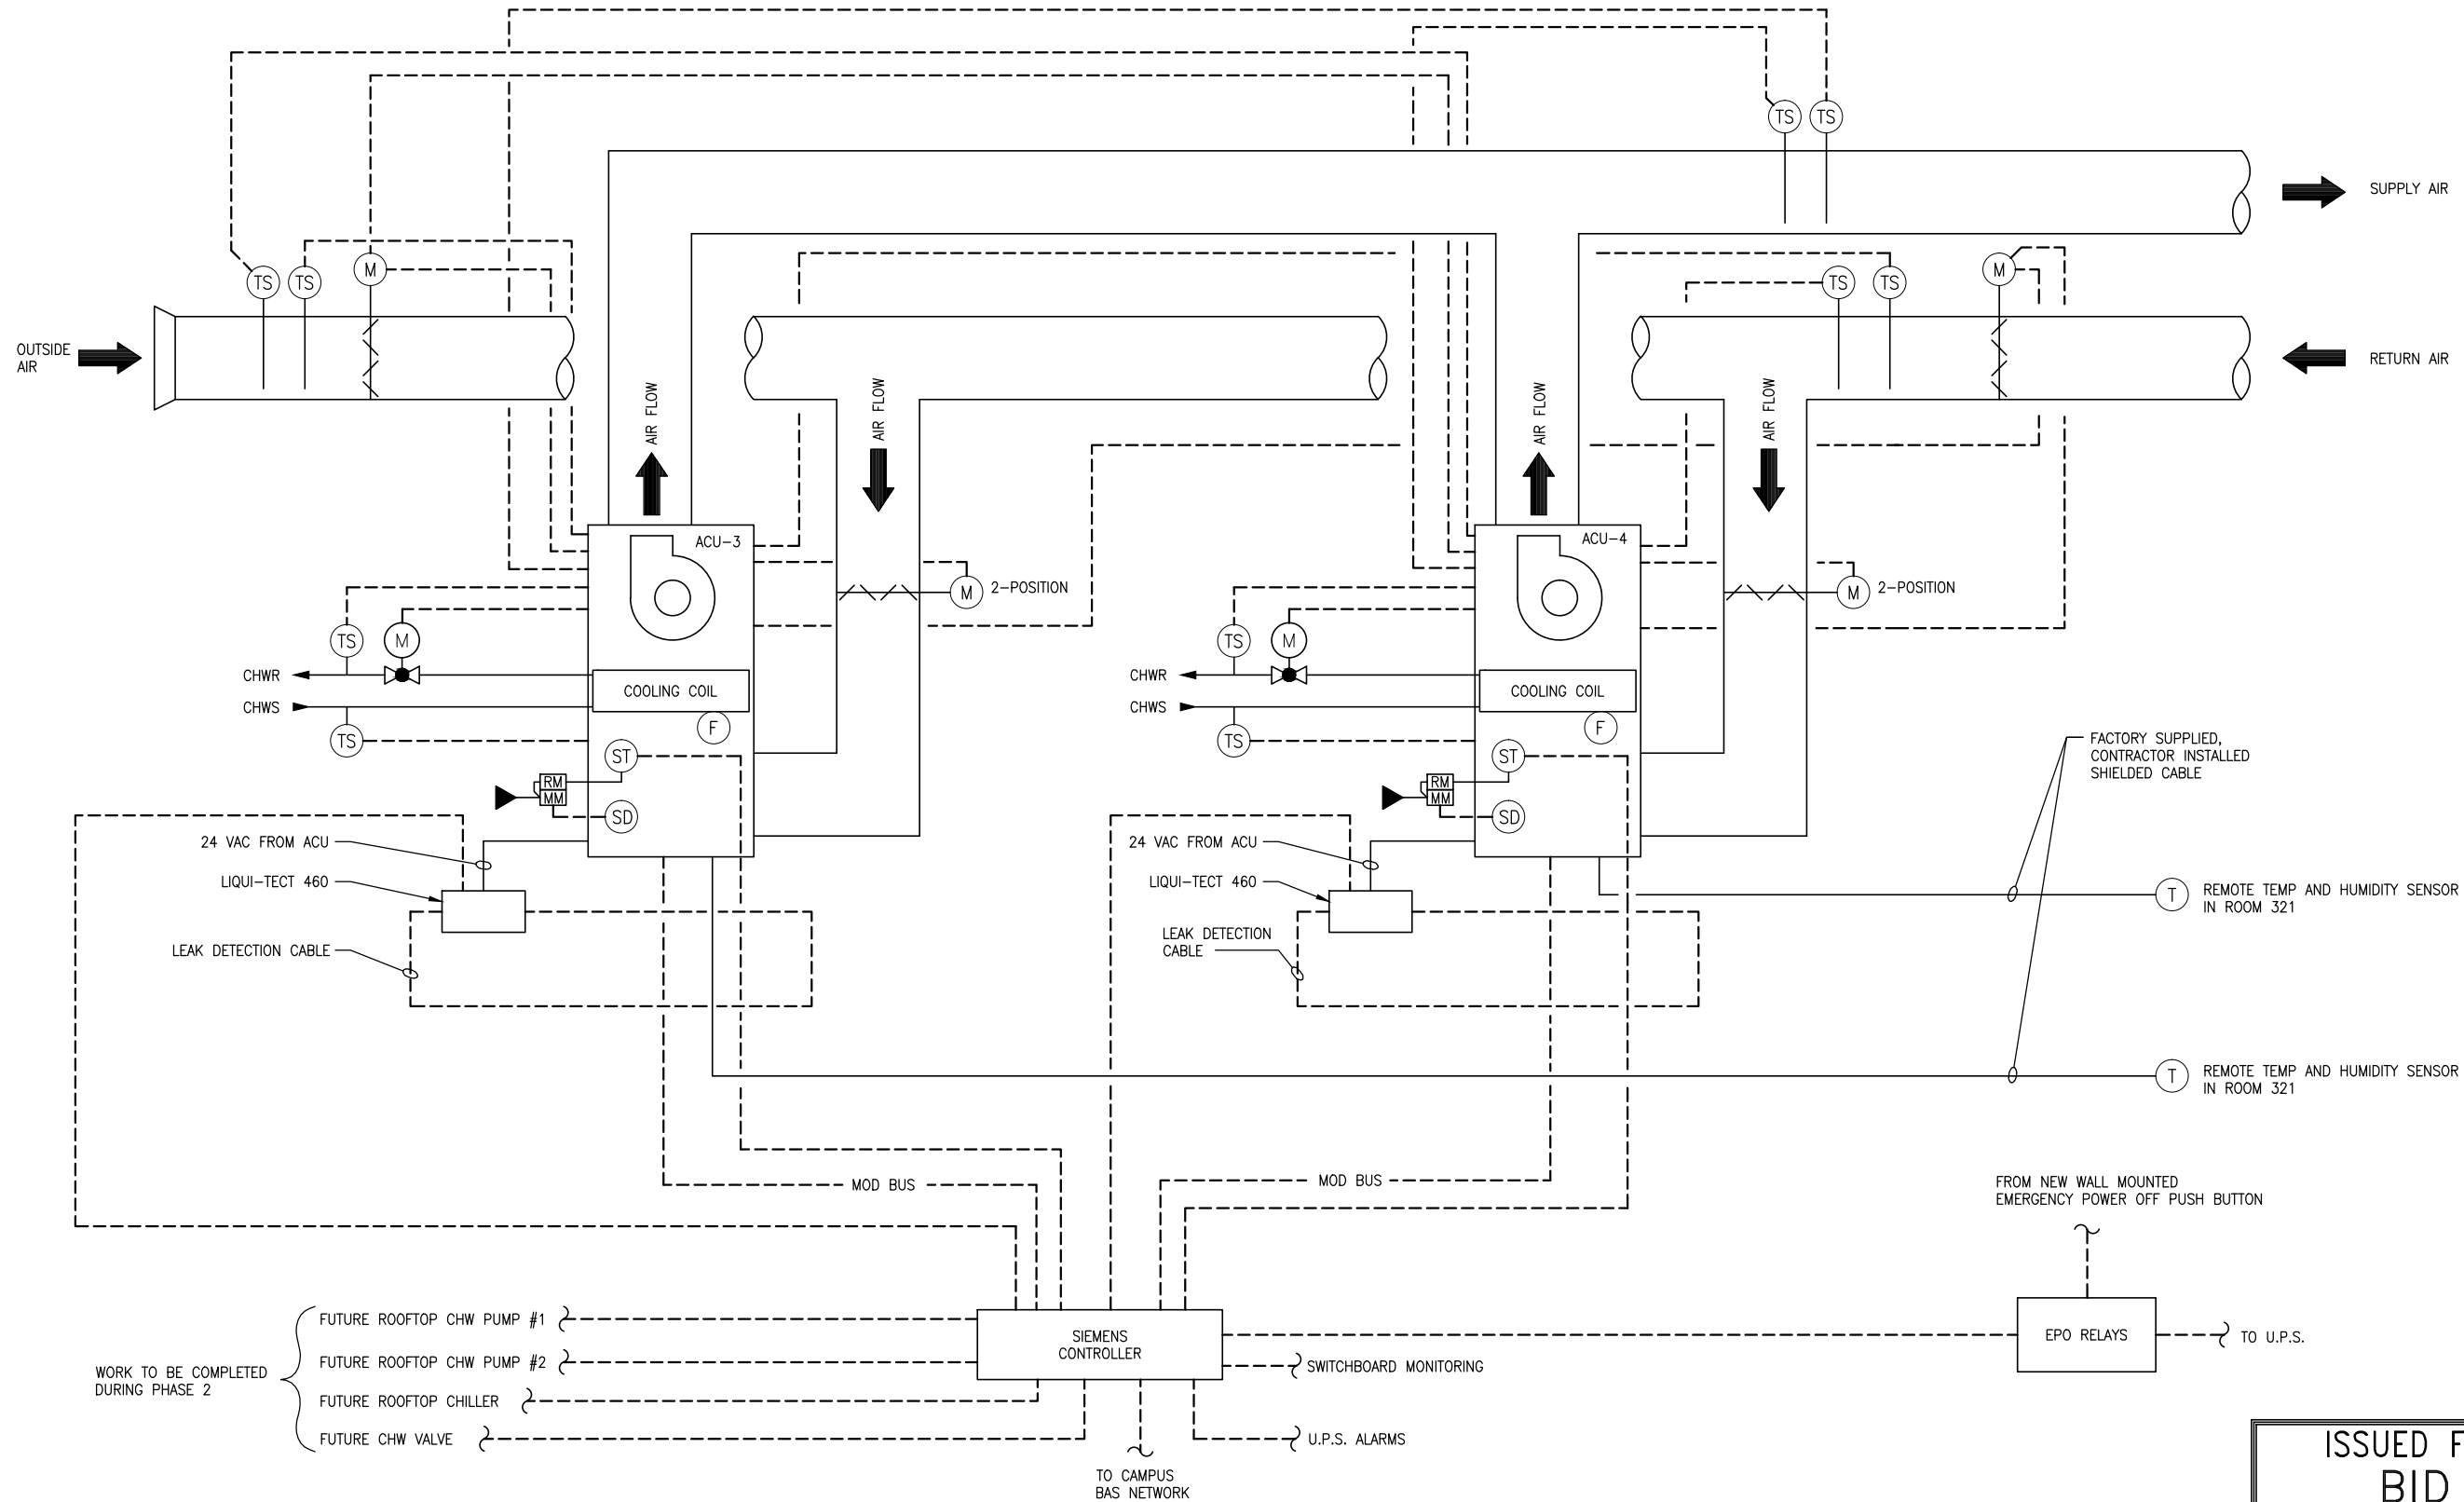 TS
TS
SUPPLY AIR
TS
TS
M
TS
TS
M
OUTSIDE
AIR
RETURN AIR
AIR FLOW
AIR FLOW
AIR FLOW
AIR FLOW
ACU-3
ACU-4
M
2-POSITION
M
2-POSITION
TS
M
TS
M
CHWR
COOLING COIL
CHWR
COOLING COIL
CHWS
CHWS
F
F
TS
TS
ST
ST
FACTORY SUPPLIED,
CONTRACTOR INSTALLED
SHIELDED CABLE
RM
MM
RM
MM
SD
SD
24 VAC FROM ACU
24 VAC FROM ACU
LIQUI-TECT 460
LIQUI-TECT 460
T
REMOTE TEMP AND HUMIDITY SENSOR
IN ROOM 321
LEAK DETECTION CABLE
LEAK DETECTION
CABLE
T
REMOTE TEMP AND HUMIDITY SENSOR
IN ROOM 321
MOD BUS
MOD BUS
FROM NEW WALL MOUNTED
EMERGENCY POWER OFF PUSH BUTTON
FUTURE ROOFTOP CHW PUMP #1
SIEMENS
CONTROLLER
EPO RELAYS
TO U.P.S.
FUTURE ROOFTOP CHW PUMP #2
SWITCHBOARD MONITORING
WORK TO BE COMPLETED
DURING PHASE 2
FUTURE ROOFTOP CHILLER
FUTURE CHW VALVE
U.P.S. ALARMS
TO CAMPUS
BAS NETWORK
ISSUED
BID